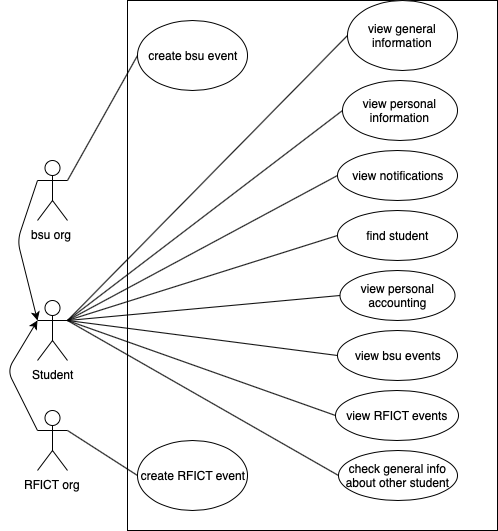 view general
information
create bsu event
view personal
information
view notifications
bsu org
find student
view personal
accounting
view bsu events
Student
view RFICT events
create RFICT event
check general info
about other student
RFICT org